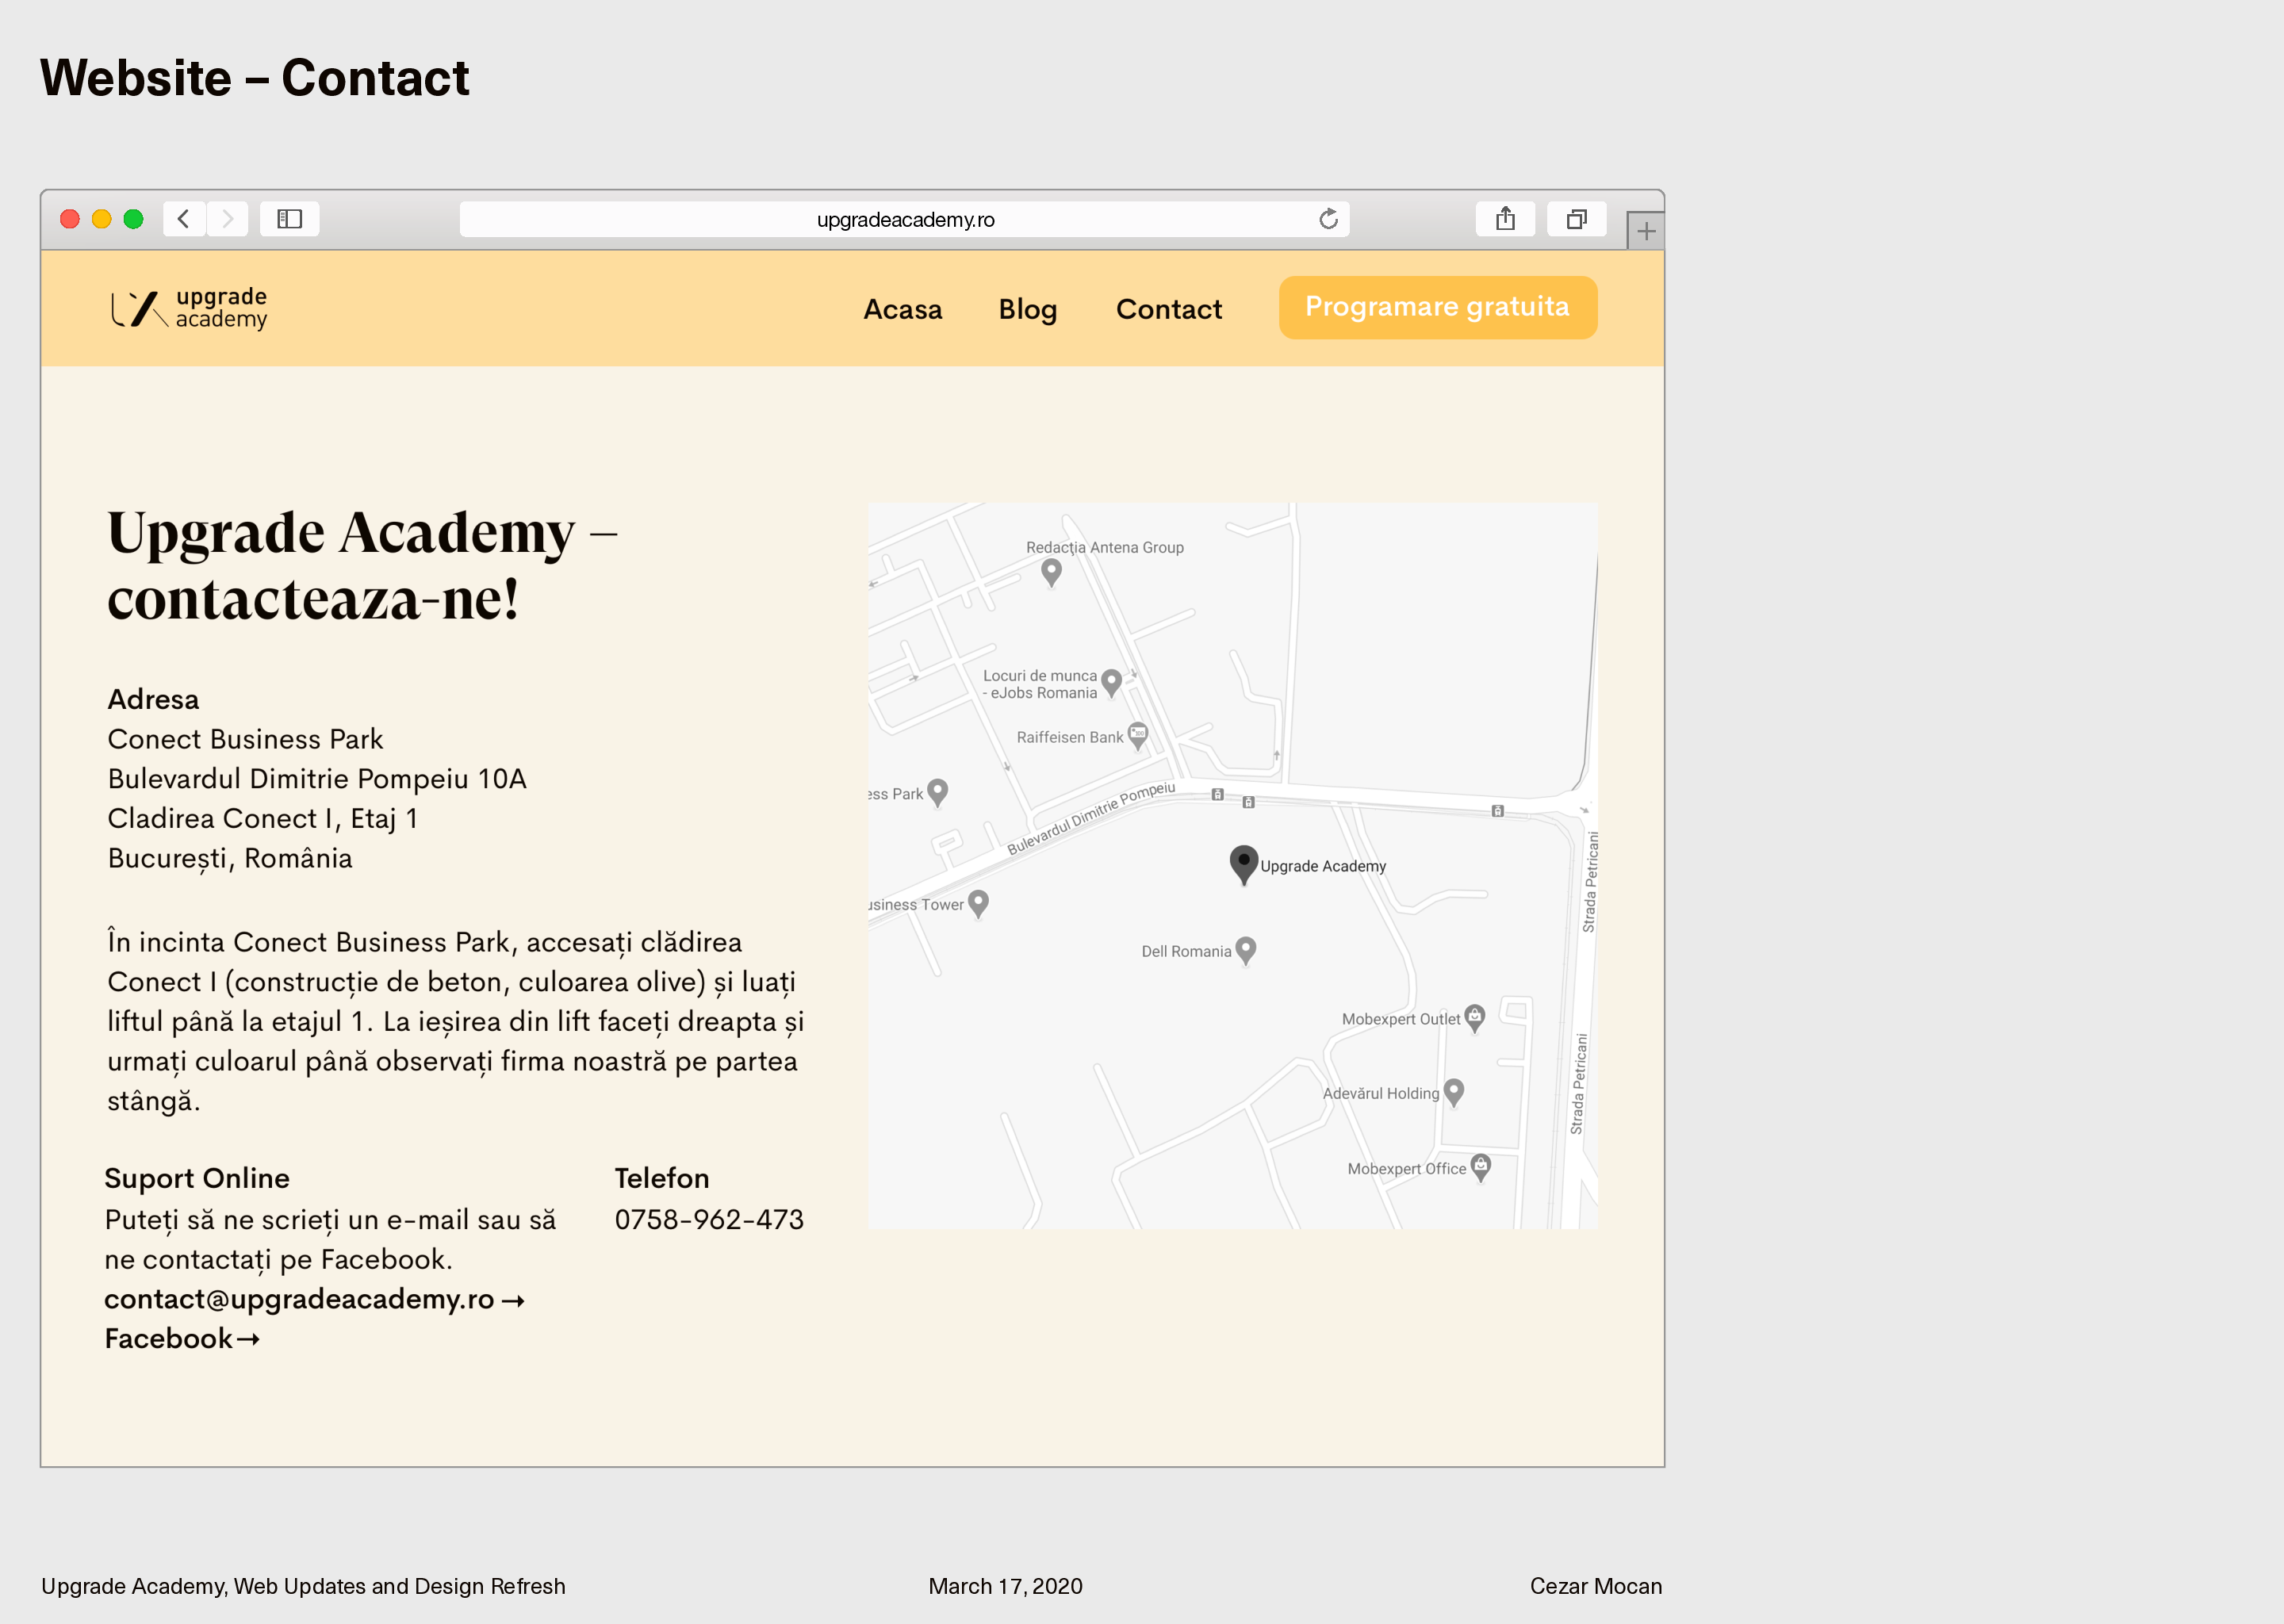 Website – Contact
upgradeacademy.ro
upgrade
academy
Acasa
Blog
Contact
Programare gratuita
Upgrade Academy –
contacteaza-ne!
Adresa
Conect Business Park
Bulevardul Dimitrie Pompeiu 10A
Cladirea Conect I, Etaj 1
București, România
În incinta Conect Business Park, accesați clădirea
Conect I (construcție de beton, culoarea olive) și luați
liftul până la etajul 1. La ieșirea din lift faceți dreapta și
urmați culoarul până observați firma noastră pe partea
stângă.
Suport Online
Puteți să ne scrieți un e-mail sau să
ne contactați pe Facebook.
contact@upgradeacademy.ro →
Facebook→
Telefon
0758-962-473
Redacția Antena Group
Locuri de munca
- eJobs Romania
Raiffeisen Bank
ess Park
Bulevardul Dimitrie Pompeiu
Upgrade Academy
Strada Petricani
usiness Tower
Dell Romania
Mobexpert Outlet
Strada Petricani
Adevărul Holding
Mobexpert Office
Upgrade Academy, Web Updates and Design Refresh
March 17, 2020
Cezar Mocan